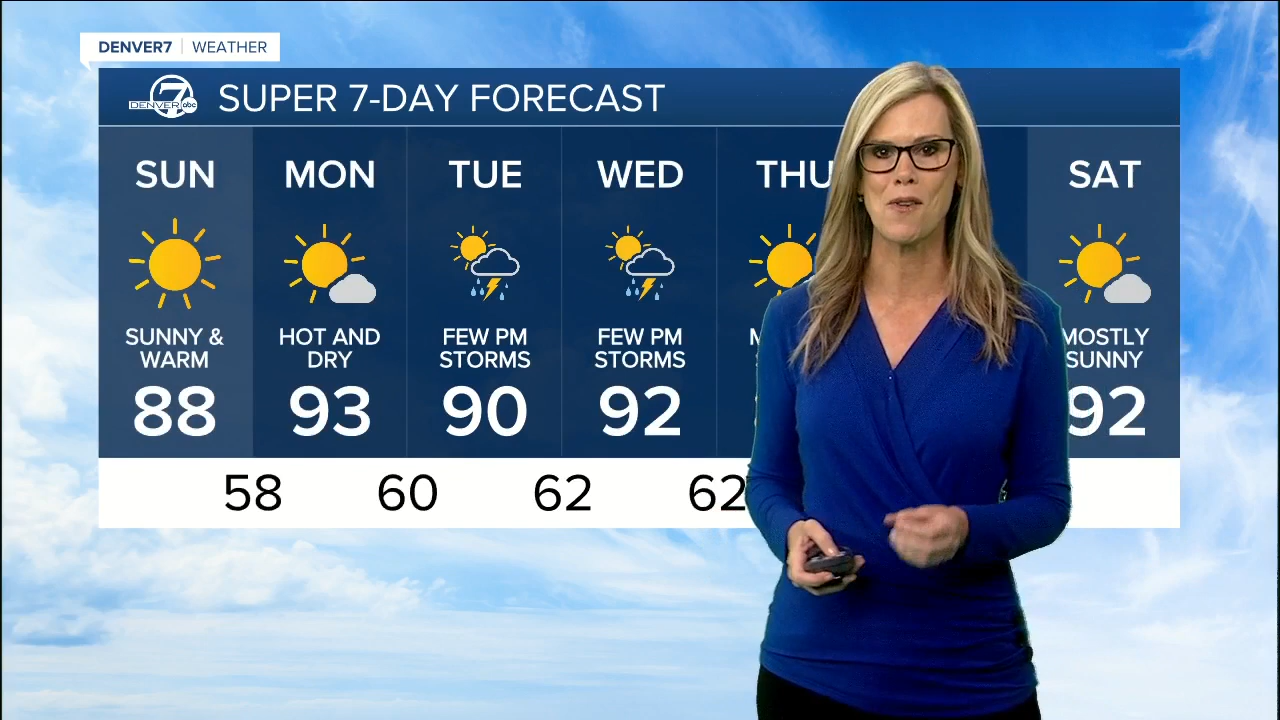 DENVER7 | WEATHER
DENVER 7 abc
SUPER 7-DAY FORECAST
SUN MON TUE WED THU SAT
SUNNY & WARM
HOT AND DRY
FEW PM STORMS
FEW PM STORMS
MOSTLY SUNNY
88 93 90 92 92
58 60 62 62